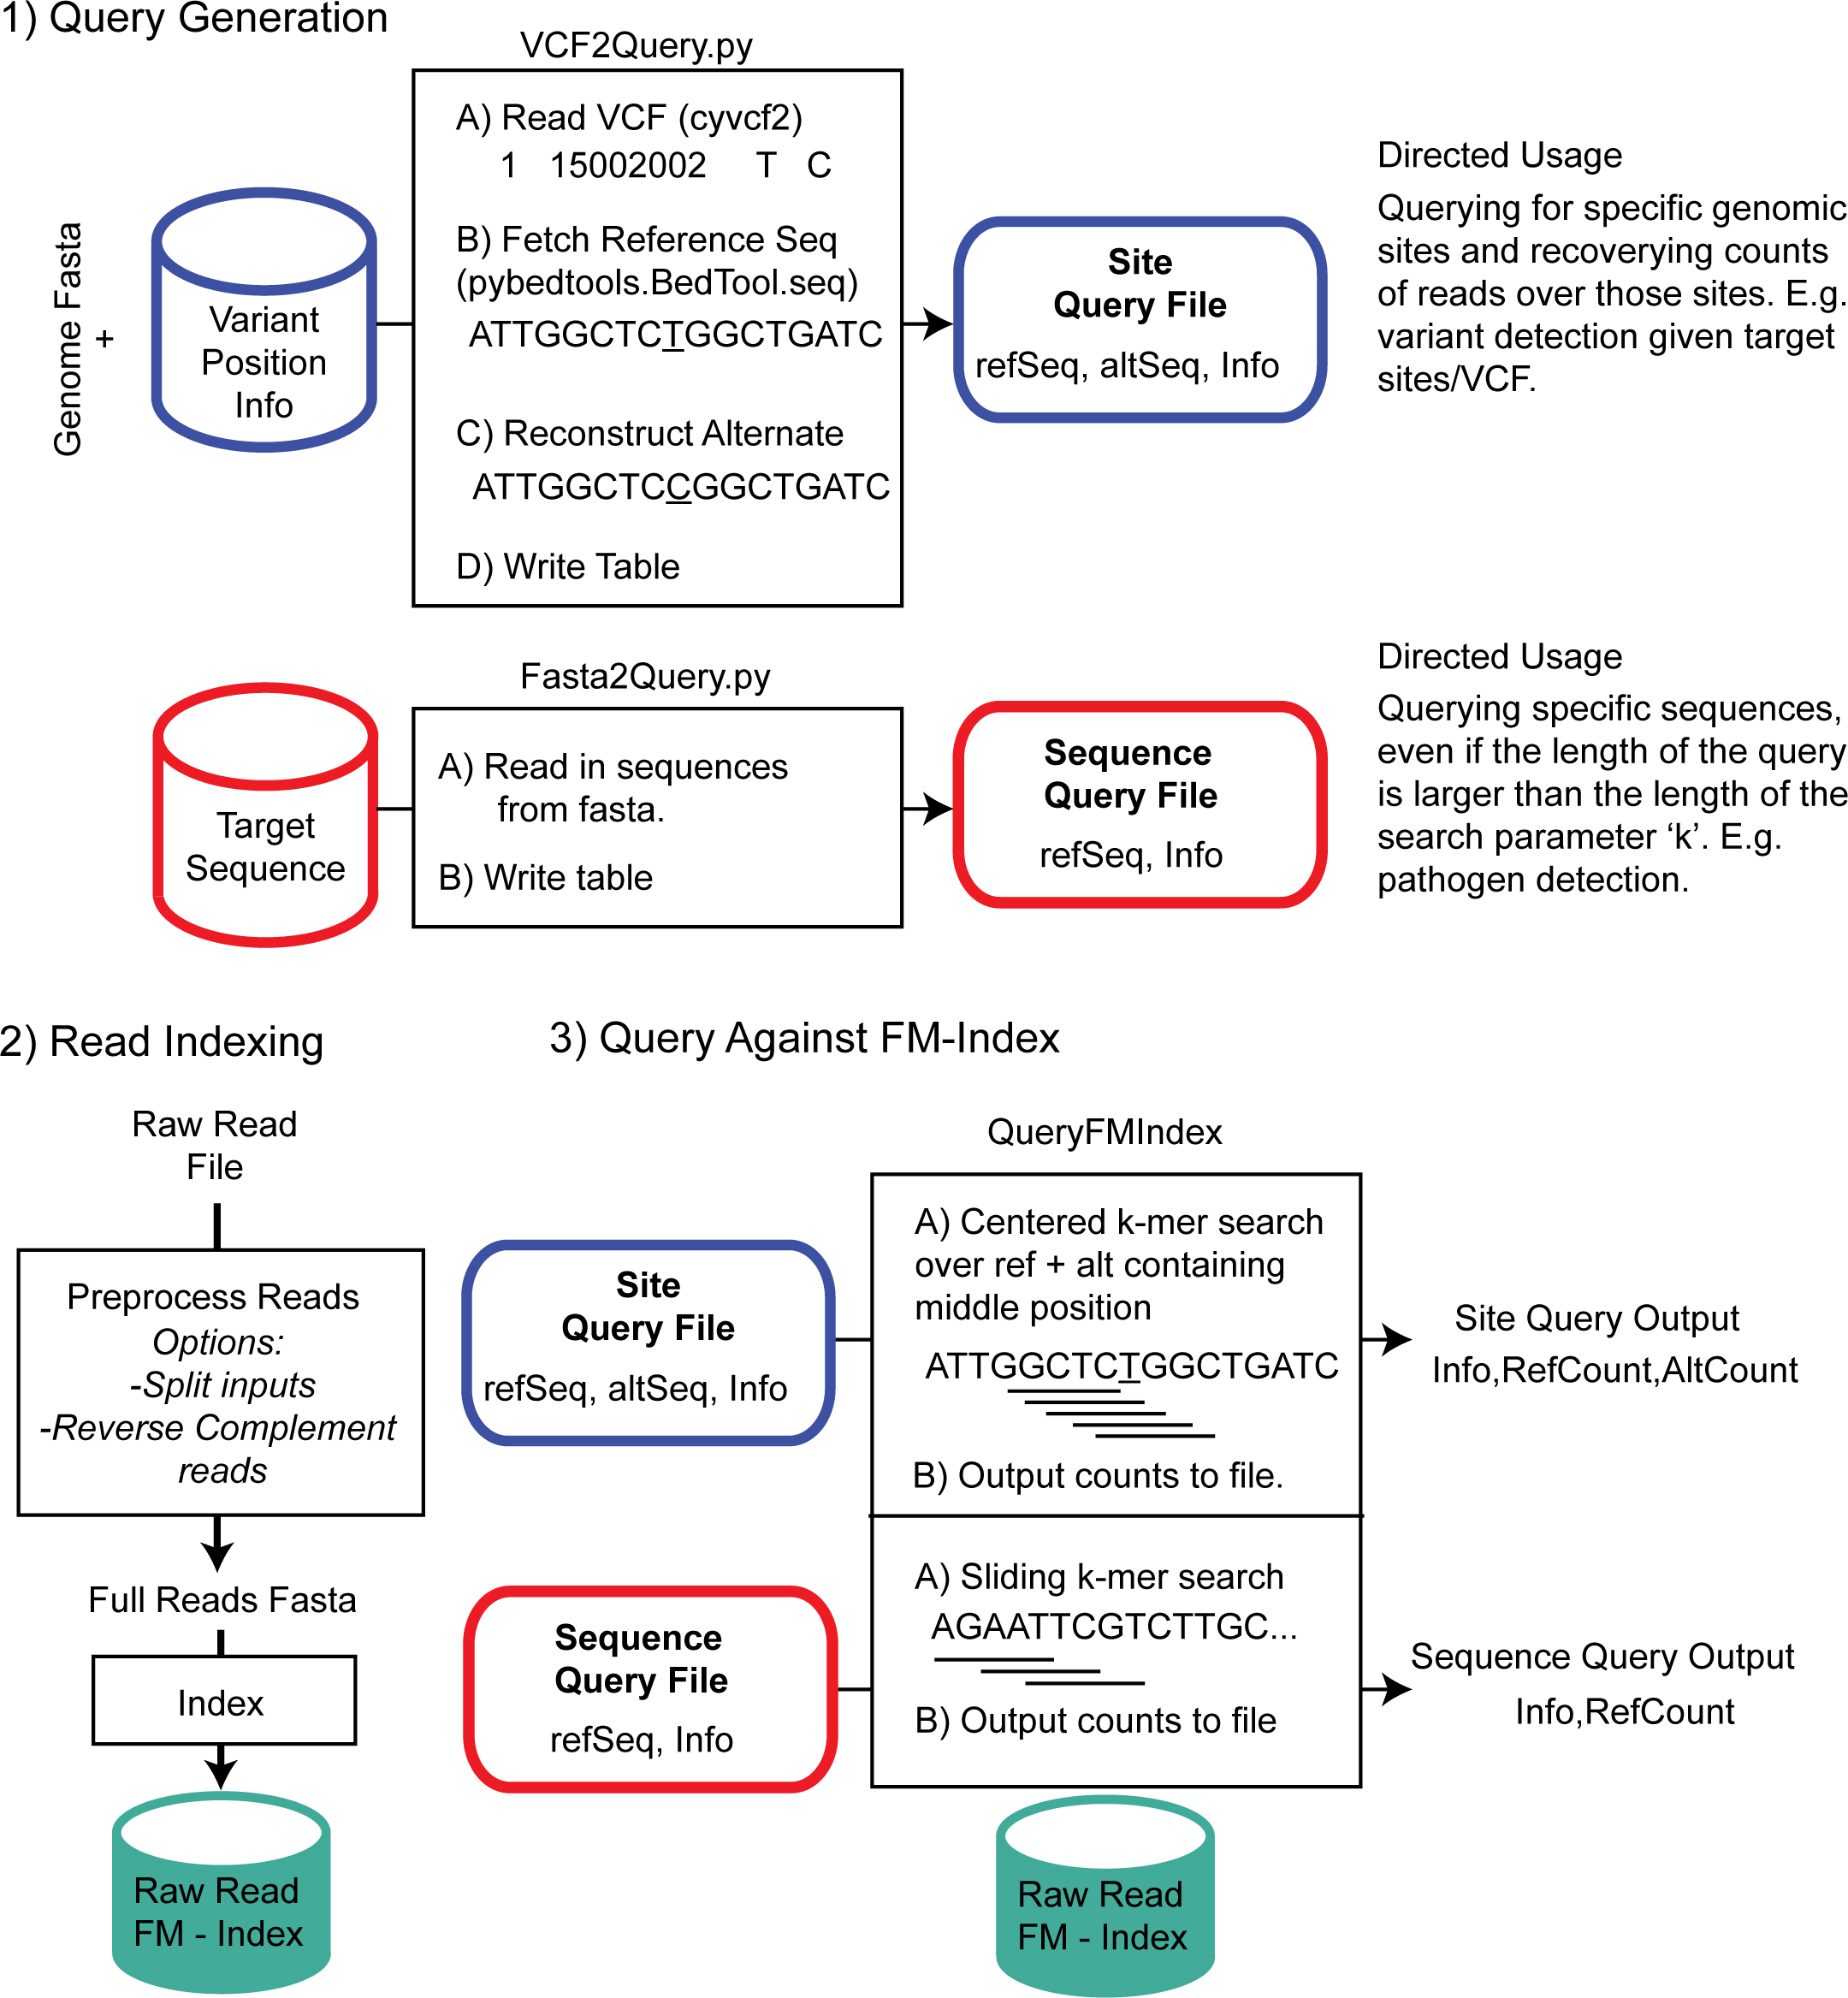 1) Query Generation
VCF2Query.py
A) Read VCF (cyvcf2)
1 15002002 T C
B) Fetch Reference Seq
(pybedtools.BedTool.seq)
ATTGGCTCTGGCTGATC
C) Reconstruct Alternate
ATTGGCTCCGGCTGATC
D) Write Table
Genome Fasta
+
Variant
Position
Info
Site
Query File
refSeq, altSeq, Info
Directed Usage
Querying for specific genomic
sites and recoverying counts
of reads over those sites. E.g.
variant detection given target
sites/VCF.
Fasta2Query.py
Target
Sequence
A) Read in sequences
from fasta.
B) Write table
Sequence
Query File
refSeq, Info
Directed Usage
Querying specific sequences,
even if the length of the query
is larger than the length of the
search parameter ‘k’. E.g.
pathogen detection.
2) Read Indexing
Raw Read
File
Preprocess Reads
Options:
-Split inputs
-Reverse Complement
reads
Full Reads Fasta
Index
Raw Read
FM - Index
3) Query Against FM-Index
QueryFMIndex
Site
Query File
refSeq, altSeq, Info
A) Centered k-mer search
over ref + alt containing
middle position
ATTGGCTCTGGCTGATC
B) Output counts to file.
Site Query Output
Info,RefCount,AltCount
Sequence
Query File
refSeq, Info
A) Sliding k-mer search
AGAATTCGTCTTGC...
B) Output counts to file
Sequence Query Output
Info,RefCount
Raw Read
FM - Index